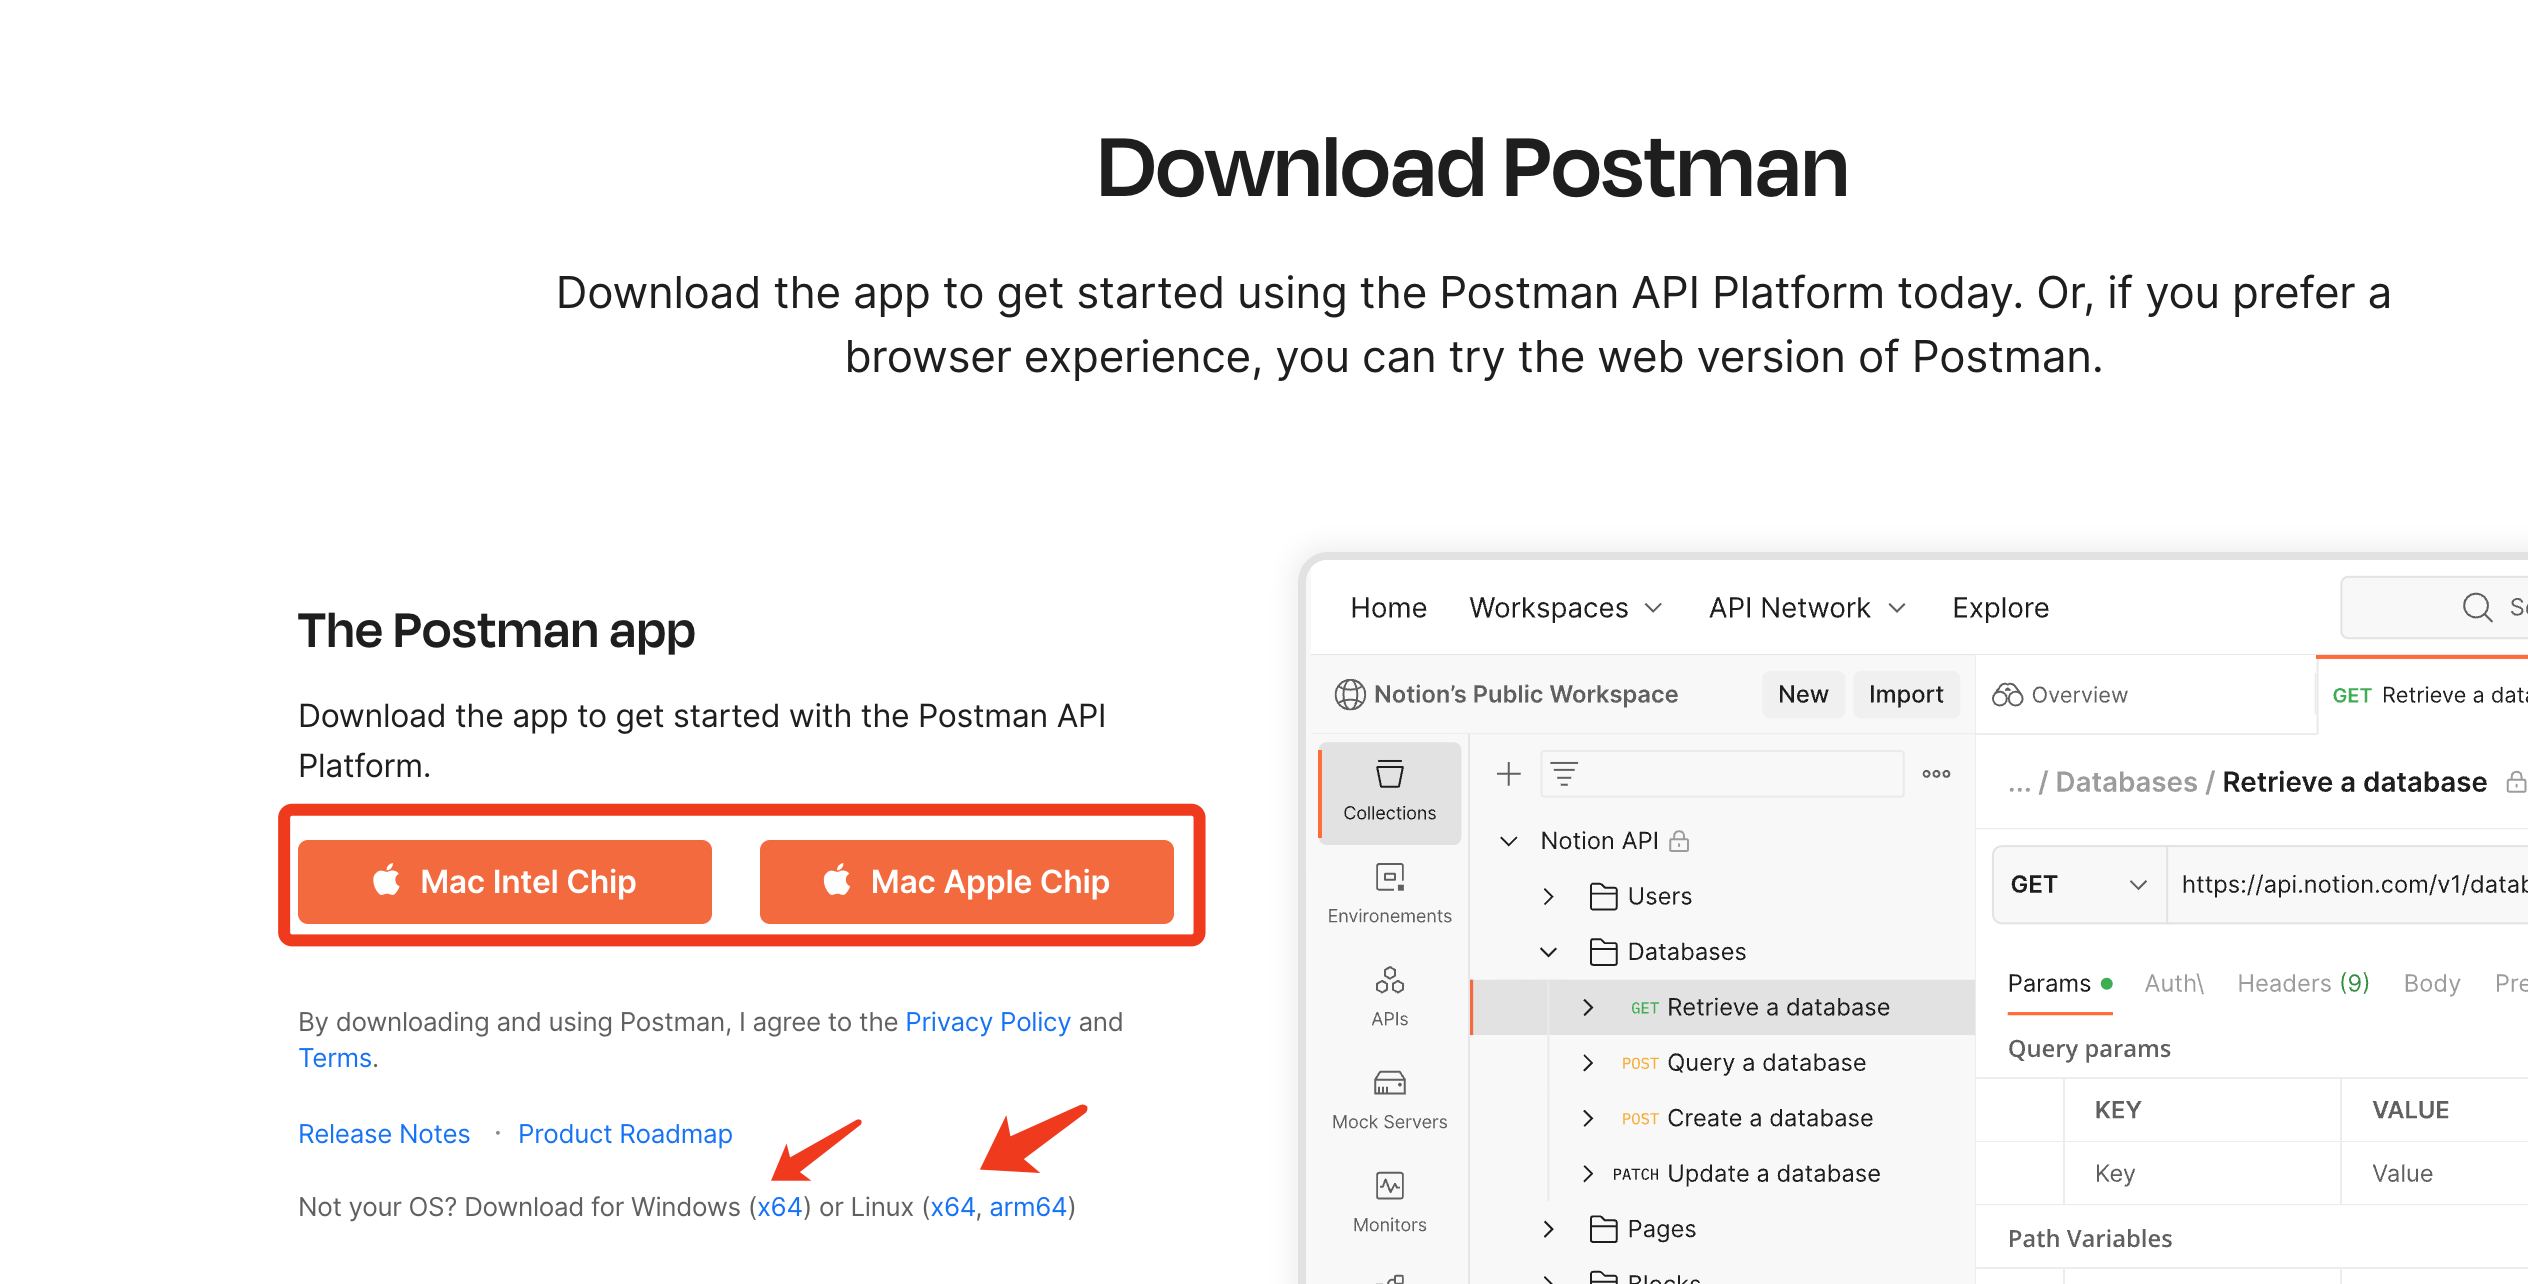 Download Postman
Download the app to get started using the Postman API Platform today. Or, if you prefer a
browser experience, you can try the web version of Postman.
The Postman app
Download the app to get started with the Postman API
Platform.
Mac Intel Chip
Mac Apple Chip
By downloading and using Postman, I agree to the Privacy Policy and
Terms.
Release Notes · Product Roadmap
Not your OS? Download for Windows (x64) or Linux (x64, arm64)
Home Workspaces API Network Explore
Notion’s Public Workspace New Import
Overview
GET Retrieve a
Collections
Environements
APIs
Mock Servers
Monitors
Notion API
Users
Databases
GET Retrieve a database
POST Query a database
POST Create a database
PATCH Update a database
Pages
Blocks
... / Databases / Retrieve a database
GET
https://api.notion.com/v1/datab
Params Auth\ Headers (9) Body
Query params
KEY VALUE
Key Value
Path Variables